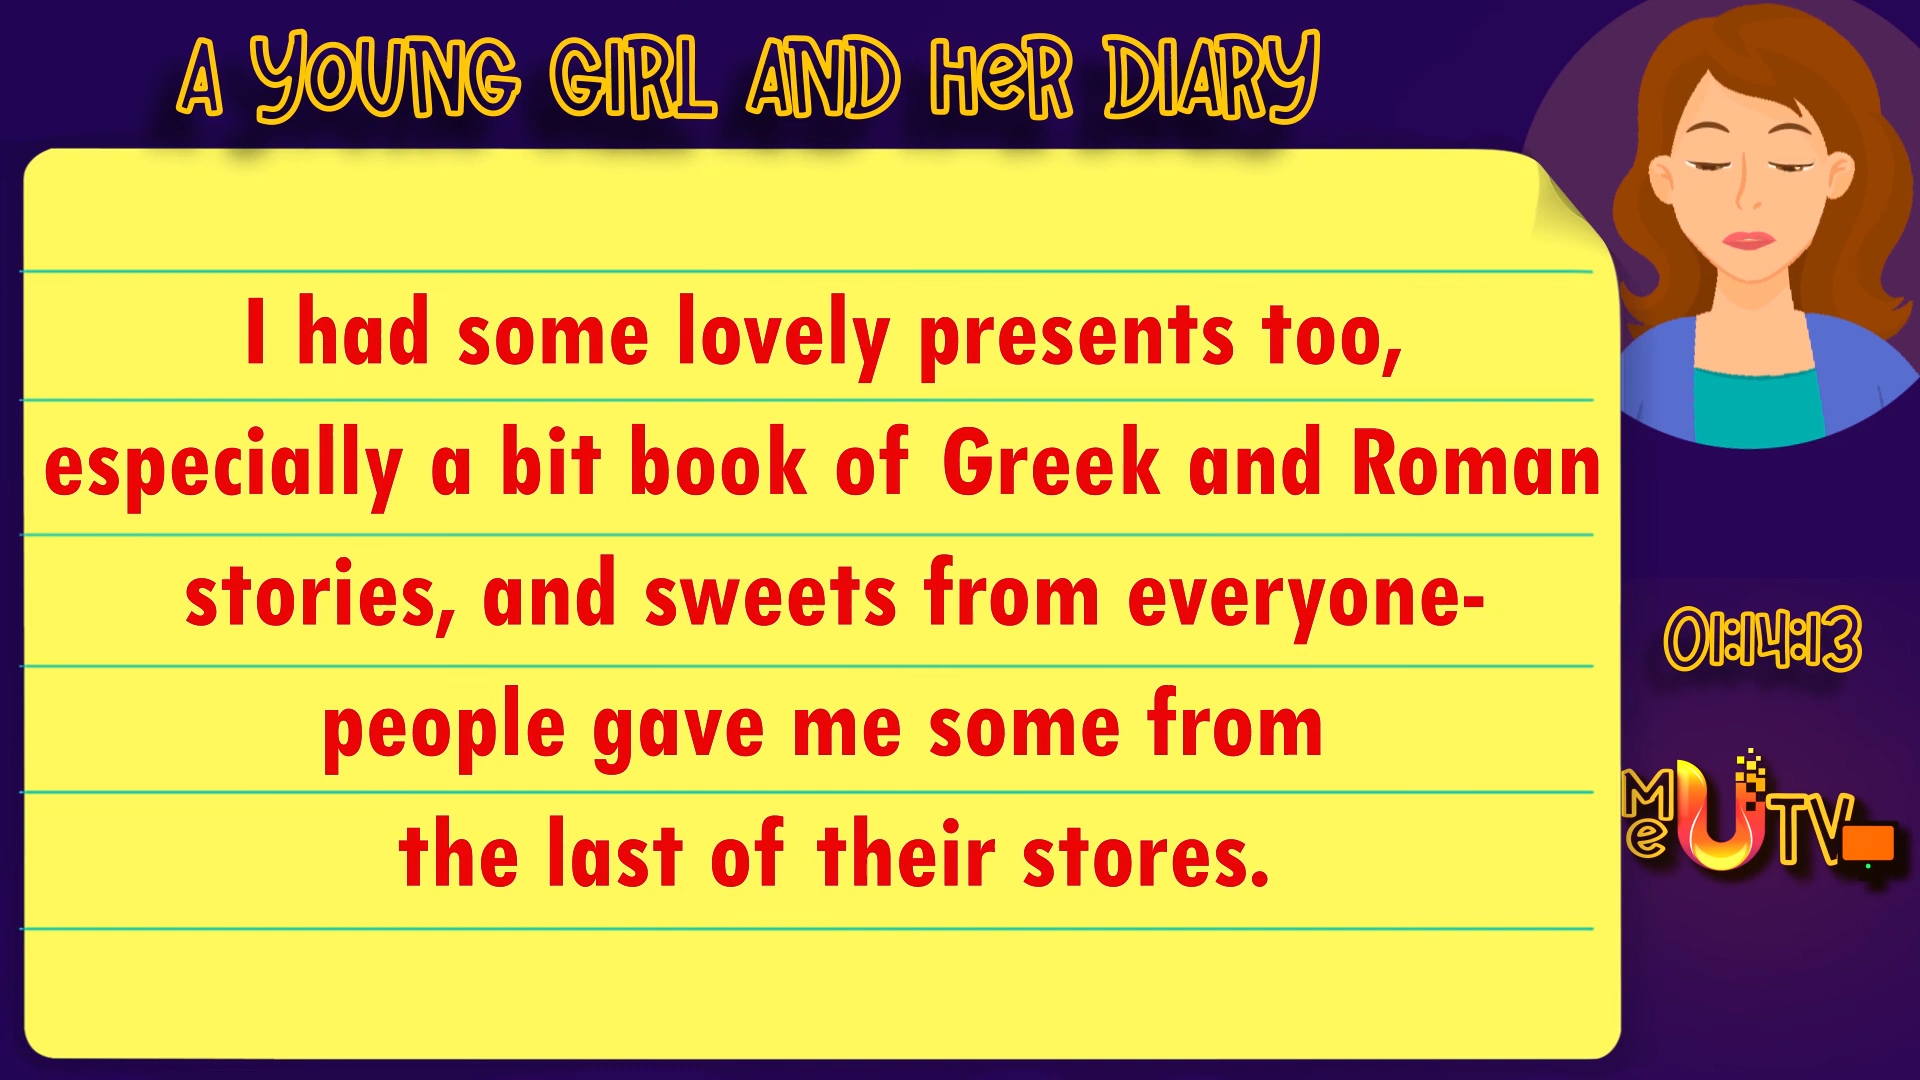 A YOUNG GIRL AND HeR DIARY
I had some lovely presents too,
especially a bit book of Greek and Roman
stories, and sweets from everyone-
people gave me some from
the last of their stores.
01:14:13
Me U TV